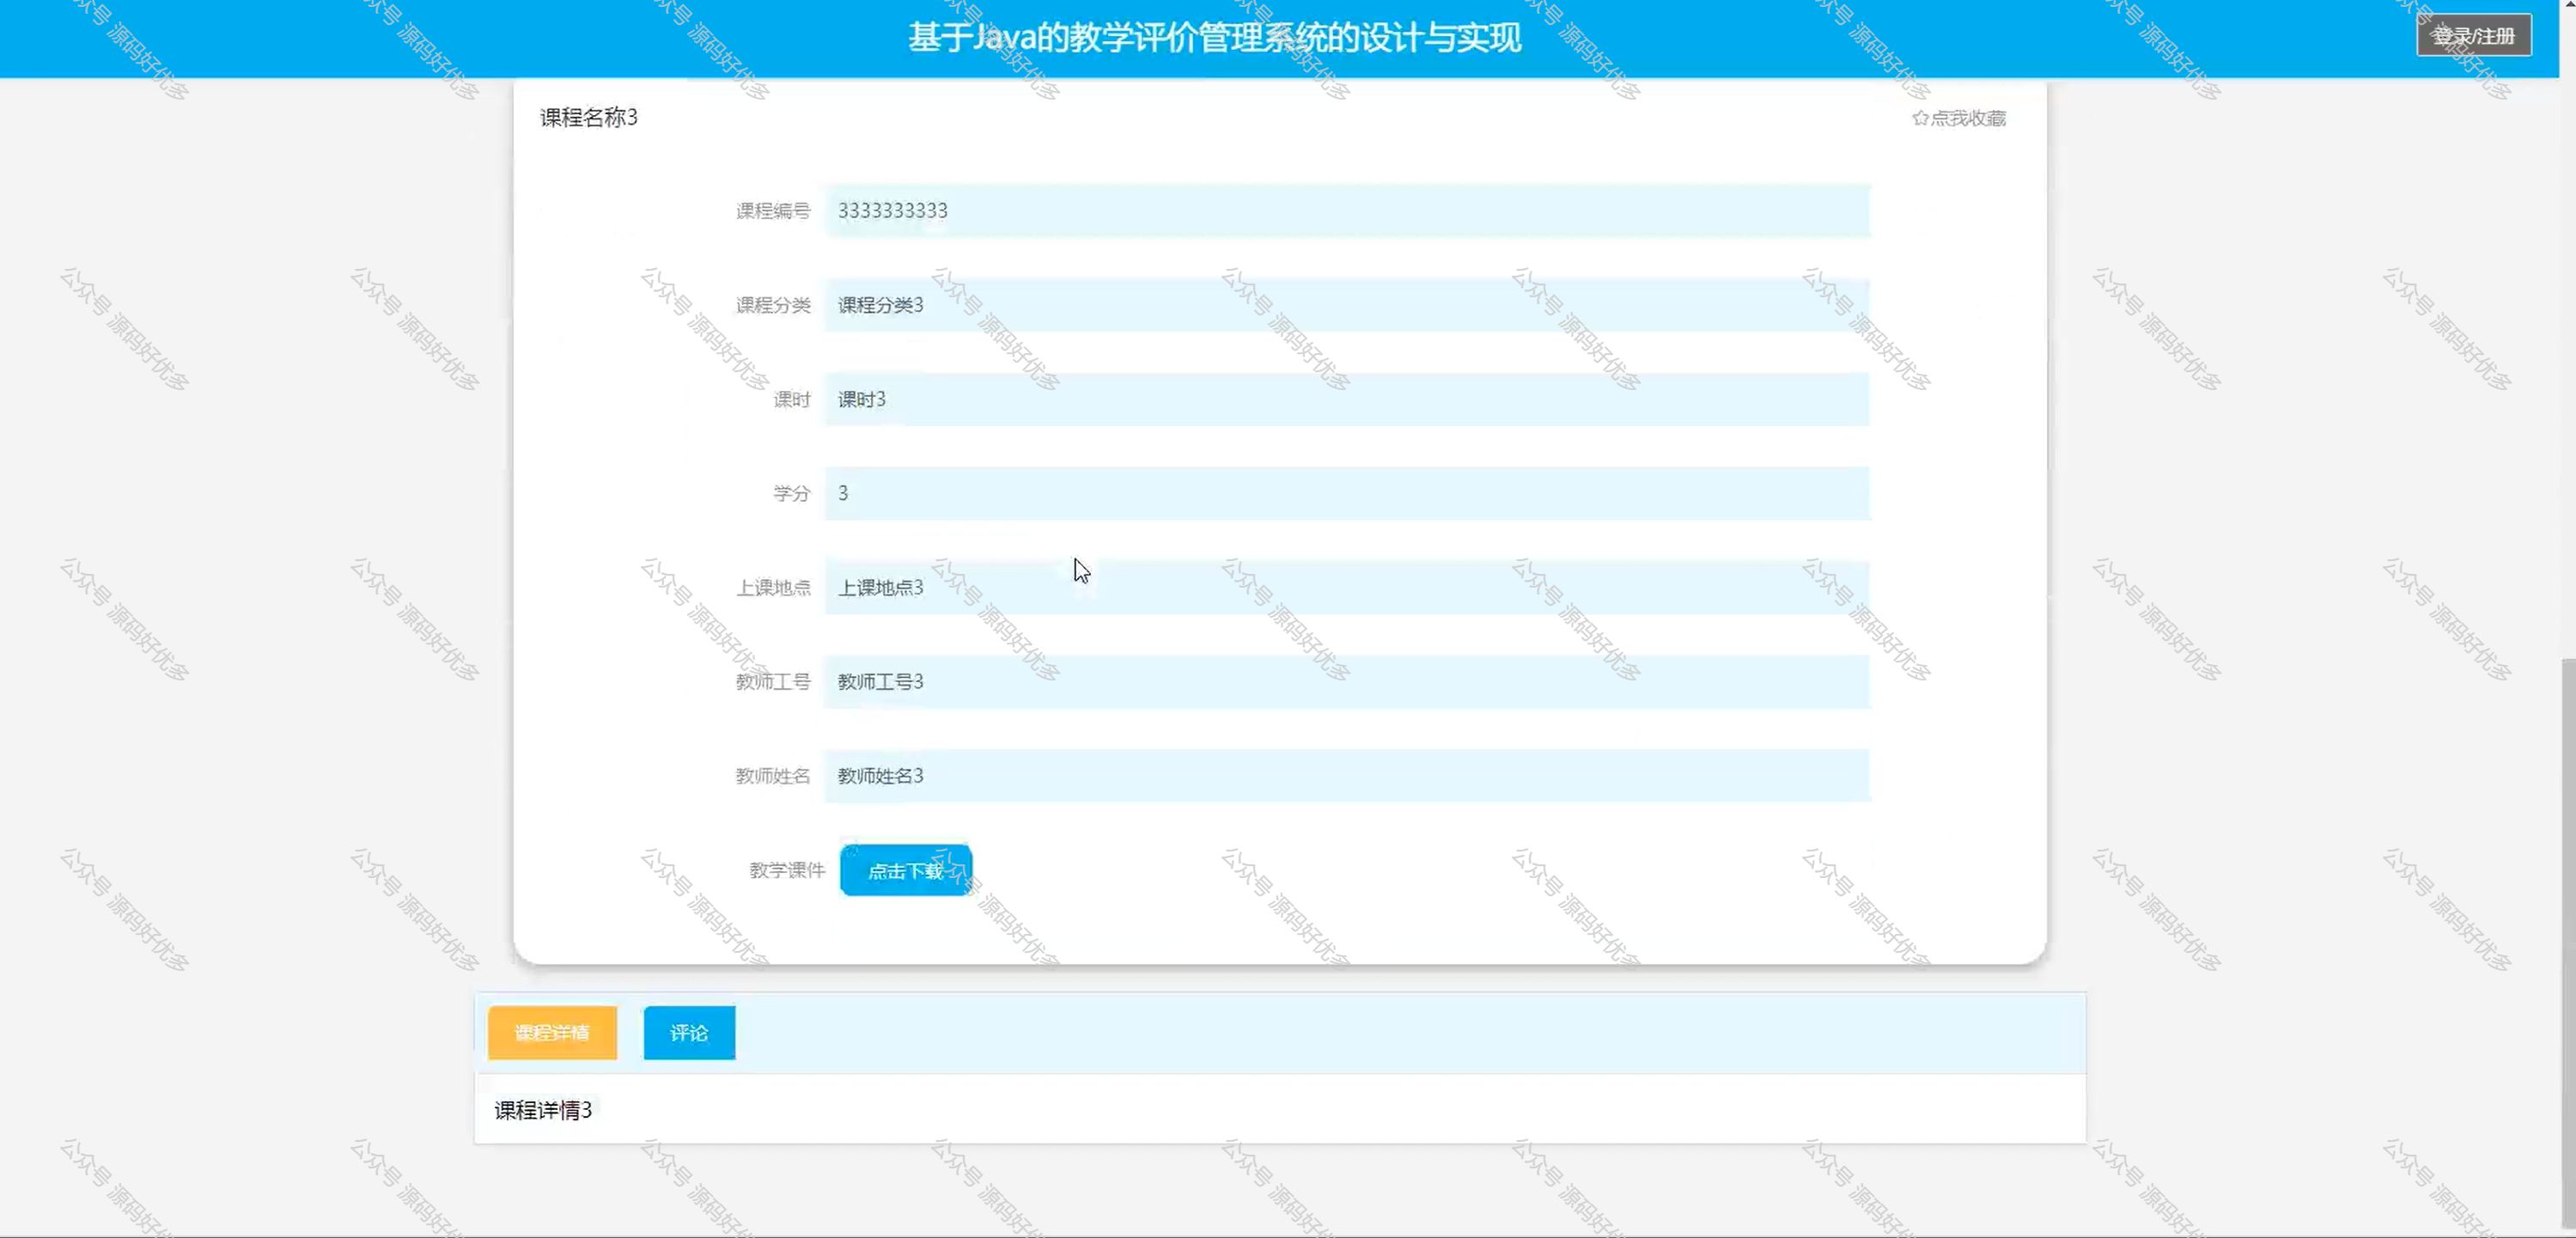 基于Java的教学评价管理系统的设计与实现
登录/注册
课程名称3
☆点我收藏
课程编号 3333333333
课程分类 课程分类3
课时 课时3
学分 3
上课地点 上课地点3
教师工号 教师工号3
教师姓名 教师姓名3
教学课件 点击下载
课程详情 评论
课程详情3
公众号 源码好优多